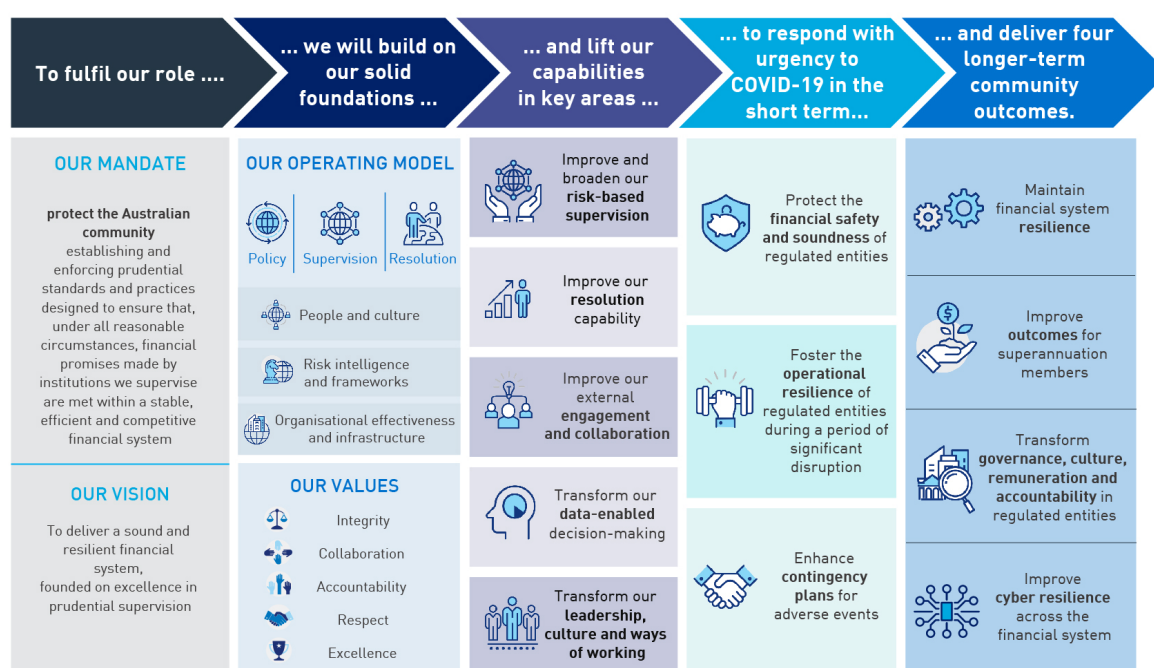 To fulfil our role ....
... we will build on
our solid
foundations ...
... and lift our
capabilities
in key areas ...
... to respond with
urgency to
COVID-19 in the
short term...
... and deliver four
longer-term
community
outcomes.
OUR MANDATE
protect the Australian
community
establishing and
enforcing prudential
standards and practices
designed to ensure that,
under all reasonable
circumstances, financial
promises made by
institutions we supervise
are met within a stable,
efficient and competitive
financial system
OUR VISION
To deliver a sound and
resilient financial
system,
founded on excellence in
prudential supervision
OUR OPERATING MODEL
Policy
Supervision
Resolution
People and culture
Risk intelligence
and frameworks
Organisational effectiveness
and infrastructure
OUR VALUES
Integrity
Collaboration
Accountability
Respect
Excellence
Improve and
broaden our
risk-based
supervision
Improve our
resolution
capability
Improve our
external
engagement
and collaboration
Transform our
data-enabled
decision-making
Transform our
leadership,
culture and ways
of working
Protect the
financial safety
and soundness of
regulated entities
Foster the
operational
resilience of
regulated entities
during a period of
significant
disruption
Enhance
contingency
plans for
adverse events
Maintain
financial system
resilience
Improve
outcomes for
superannuation
members
Transform
governance, culture,
remuneration and
accountability in
regulated entities
Improve
cyber resilience
across the
financial system